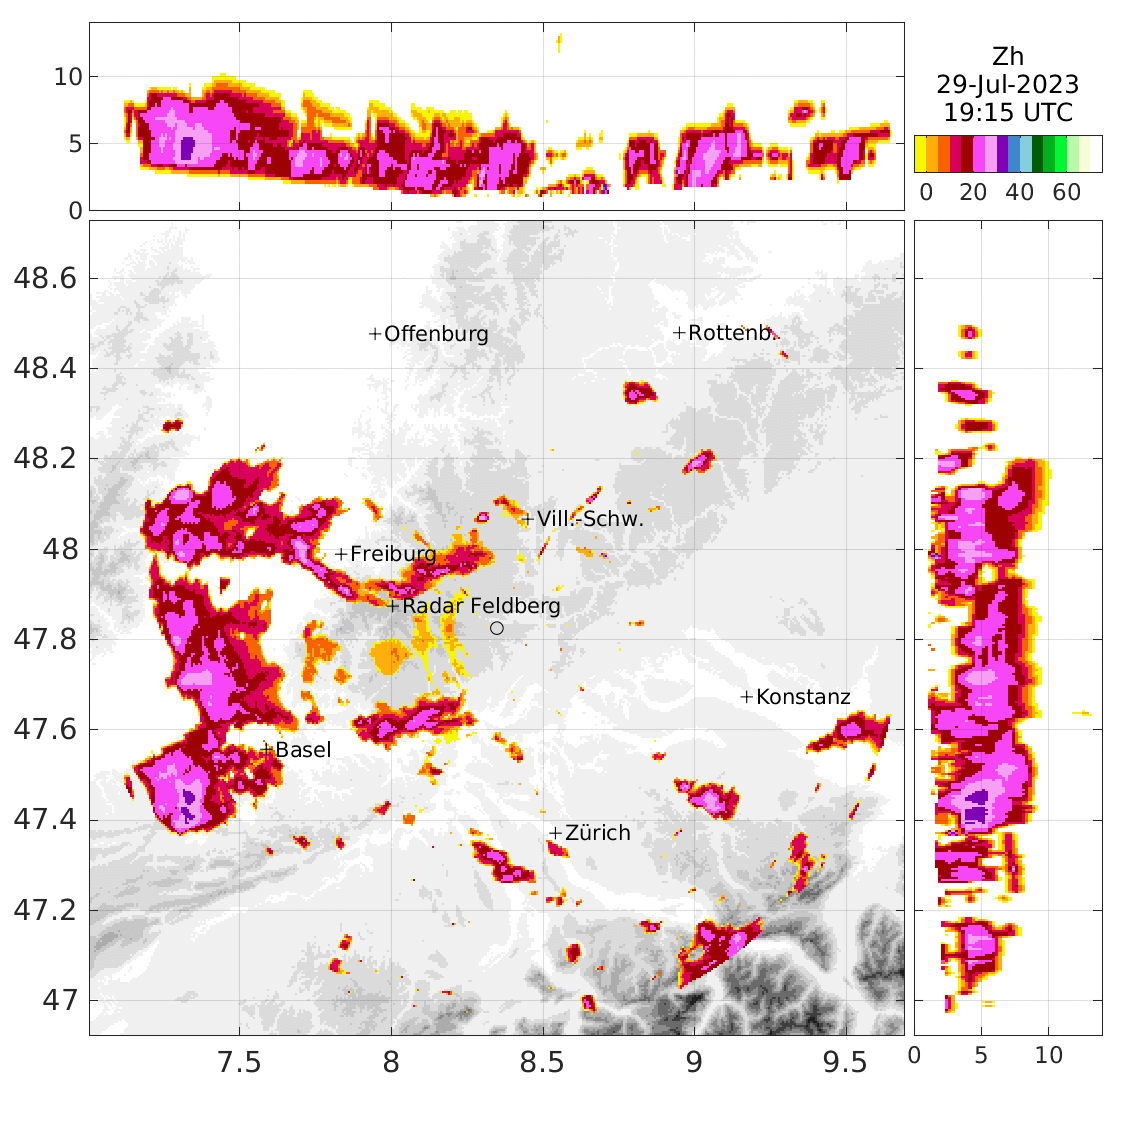 10
5
0
Zh
29-Jul-2023
19:15 UTC
0 20 40 60
48.6
48.4
48.2
48
47.8
47.6
47.4
47.2
47
+Offenburg
+Rottenb.
+Vill.-Schw.
+Freiburg
+Radar Feldberg
+Konstanz
+Basel
+Zürich
7.5 8 8.5 9 9.5
0 5 10